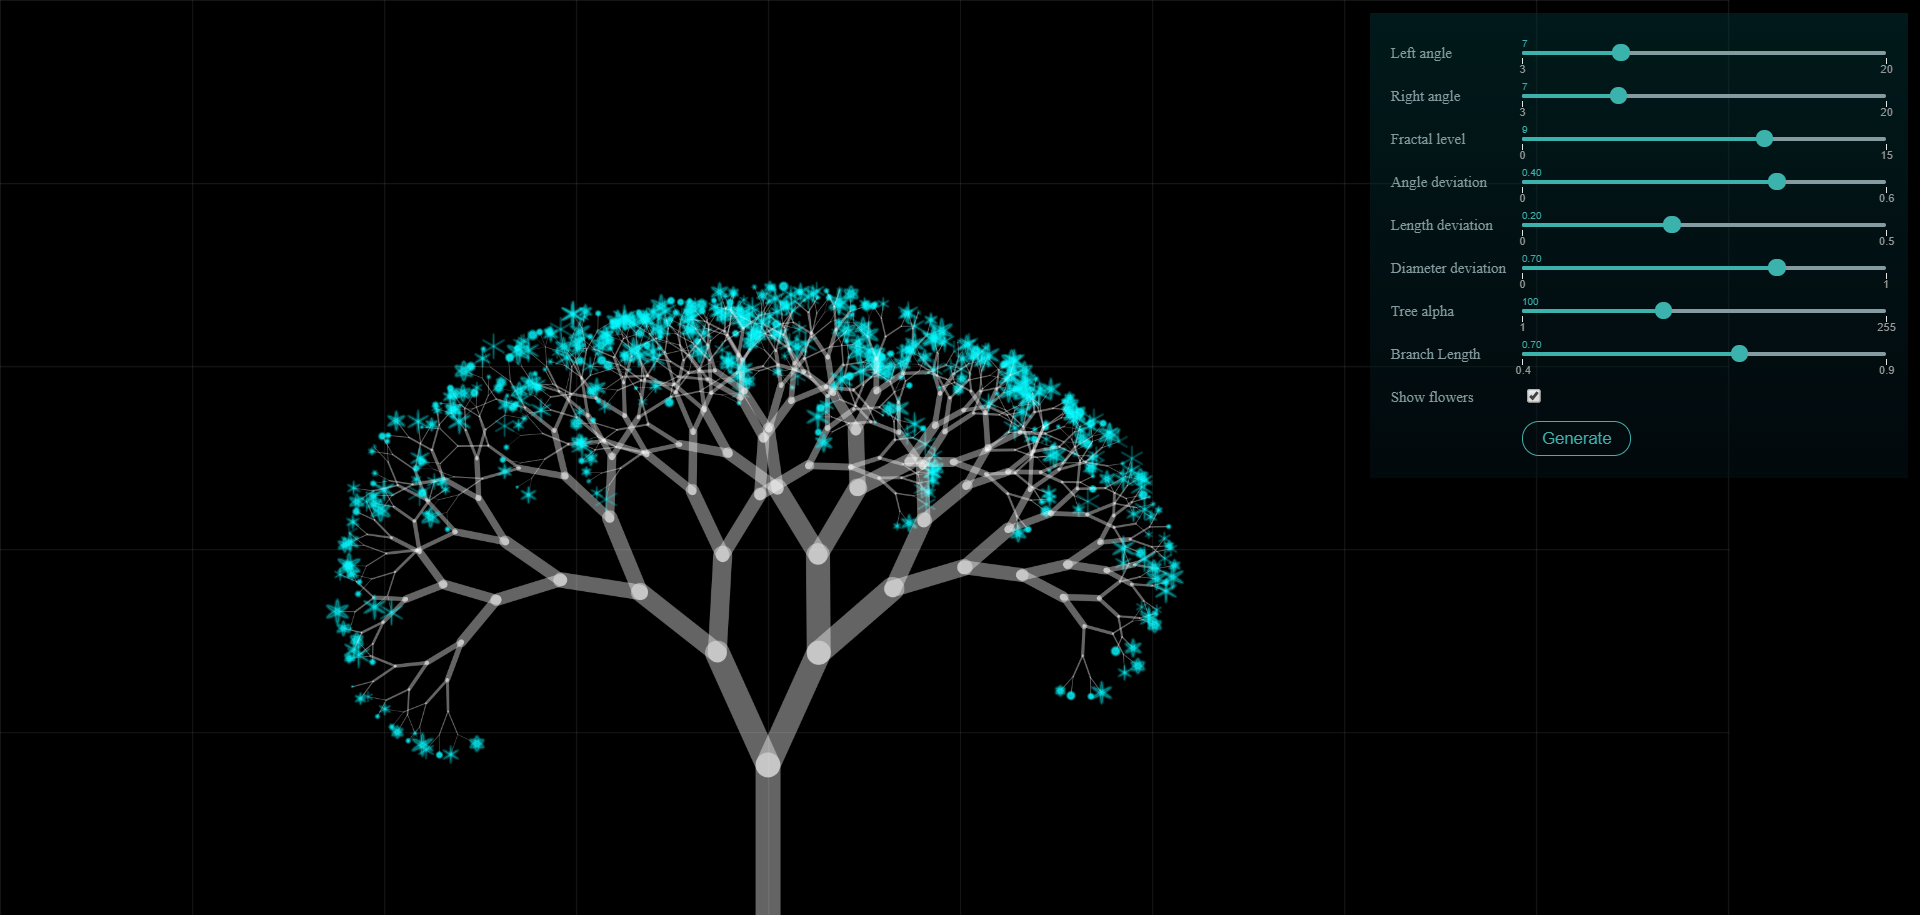 7
Left angle
3 20
7
Right angle
3 20
9
Fractal level
0 15
0.40
Angle deviation
0 0.6
0.20
Length deviation
0 0.5
0.70
Diameter deviation
0 1
100
Tree alpha
1 255
0.70
Branch Length
0.4 0.9
Show flowers
Generate